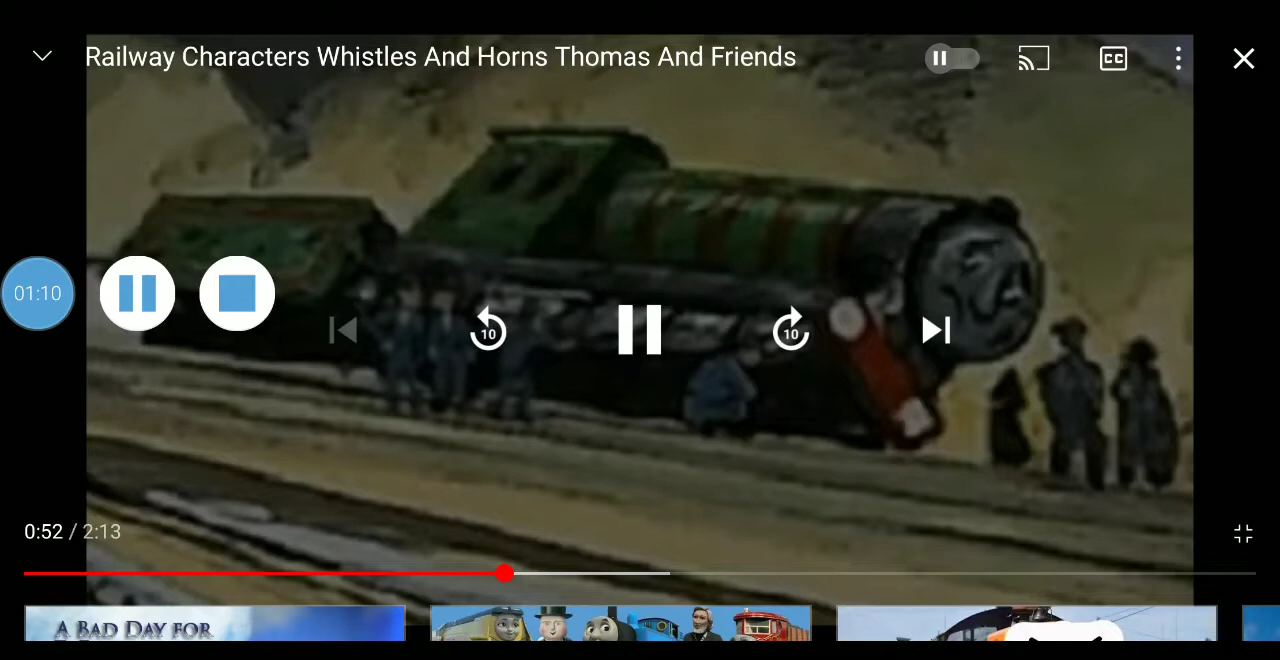 Railway Characters Whistles And Horns Thomas And Friends
CC
01:10
10
10
0:52 / 2:13
A BAD DAY FOR